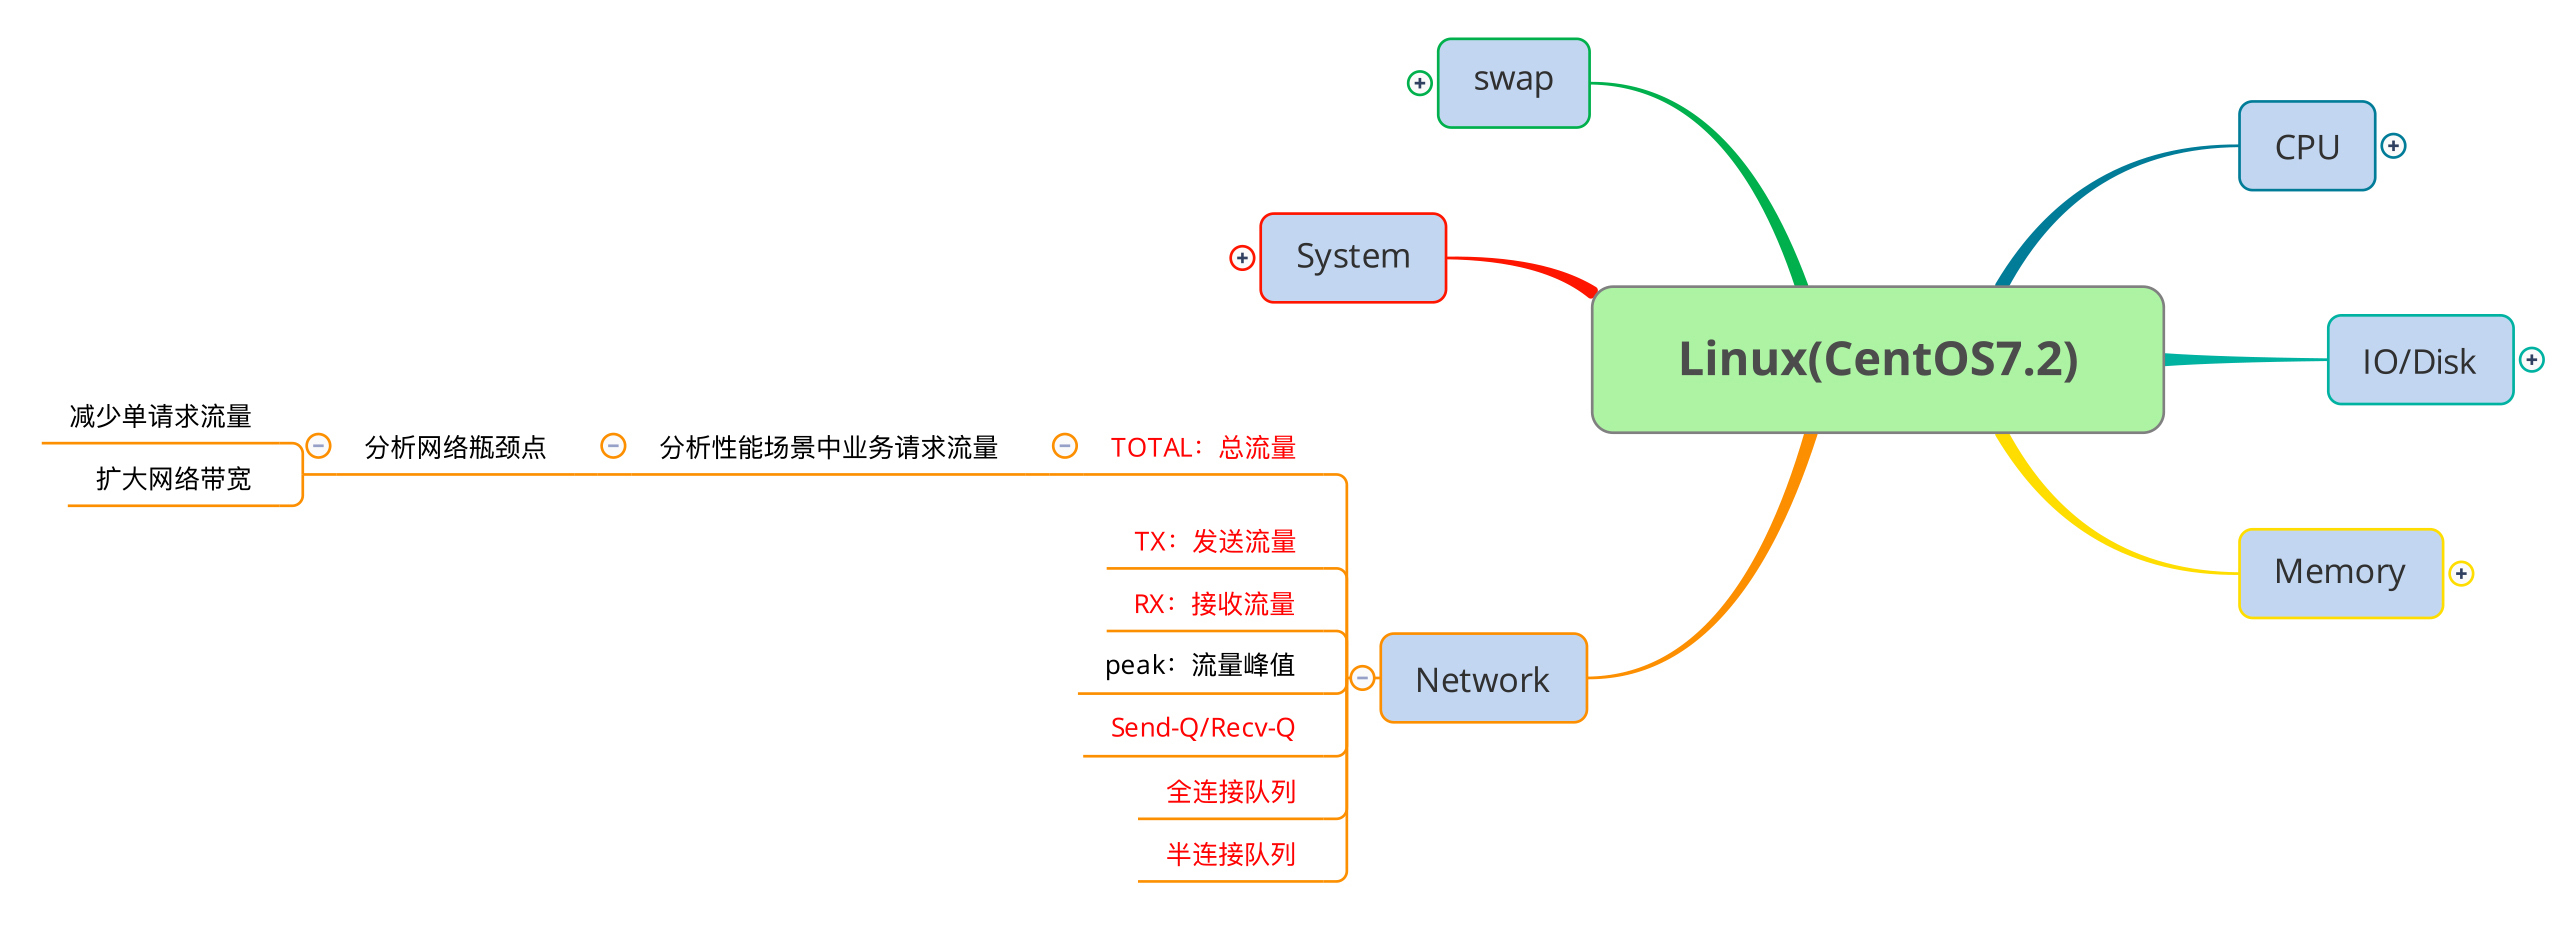 swap
CPU
System
Linux(CentOS7.2)
IO/Disk
Memory
Network
TOTAL：总流量
分析性能场景中业务请求流量
分析网络瓶颈点
减少单请求流量
扩大网络带宽
TX：发送流量
RX：接收流量
peak：流量峰值
Send-Q/Recv-Q
全连接队列
半连接队列